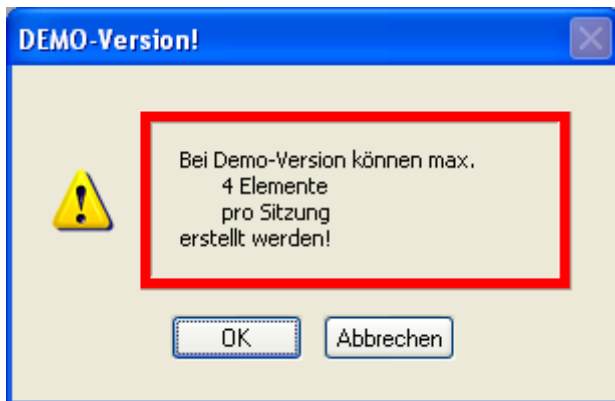 DEMO-Version!
Bei Demo-Version können max.
4 Elemente
pro Sitzung
erstellt werden!
OK
Abbrechen